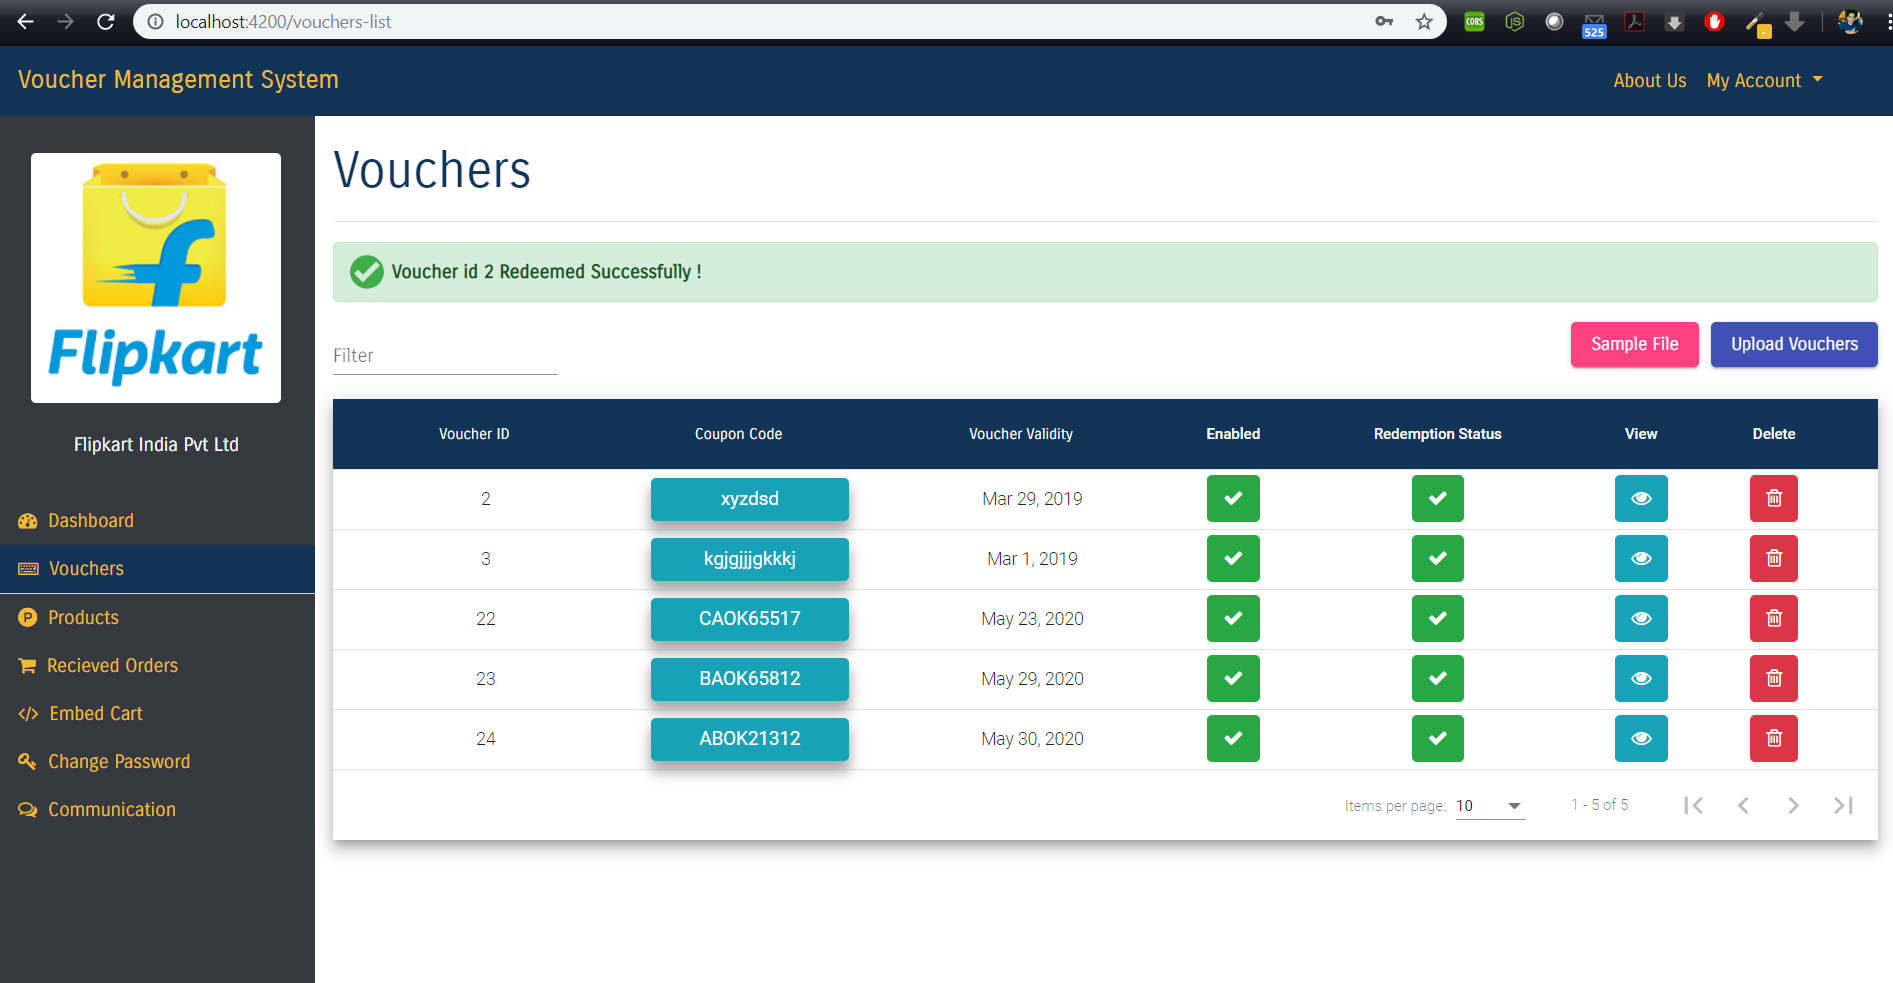 localhost:4200/vouchers-list
CORS
JS
525
Voucher Management System
About Us
My Account
Flipkart
Flipkart India Pvt Ltd
Dashboard
Vouchers
Products
Recieved Orders
Embed Cart
Change Password
Communication
Vouchers
Voucher id 2 Redeemed Successfully !
Filter
Sample File
Upload Vouchers
Voucher ID Coupon Code Voucher Validity Enabled Redemption Status View Delete
2 xyzdsd Mar 29, 2019
3 kgjgjjjgkkkj Mar 1, 2019
22 CAOK65517 May 23, 2020
23 BAOK65812 May 29, 2020
24 ABOK21312 May 30, 2020
Items per page: 10 1 - 5 of 5